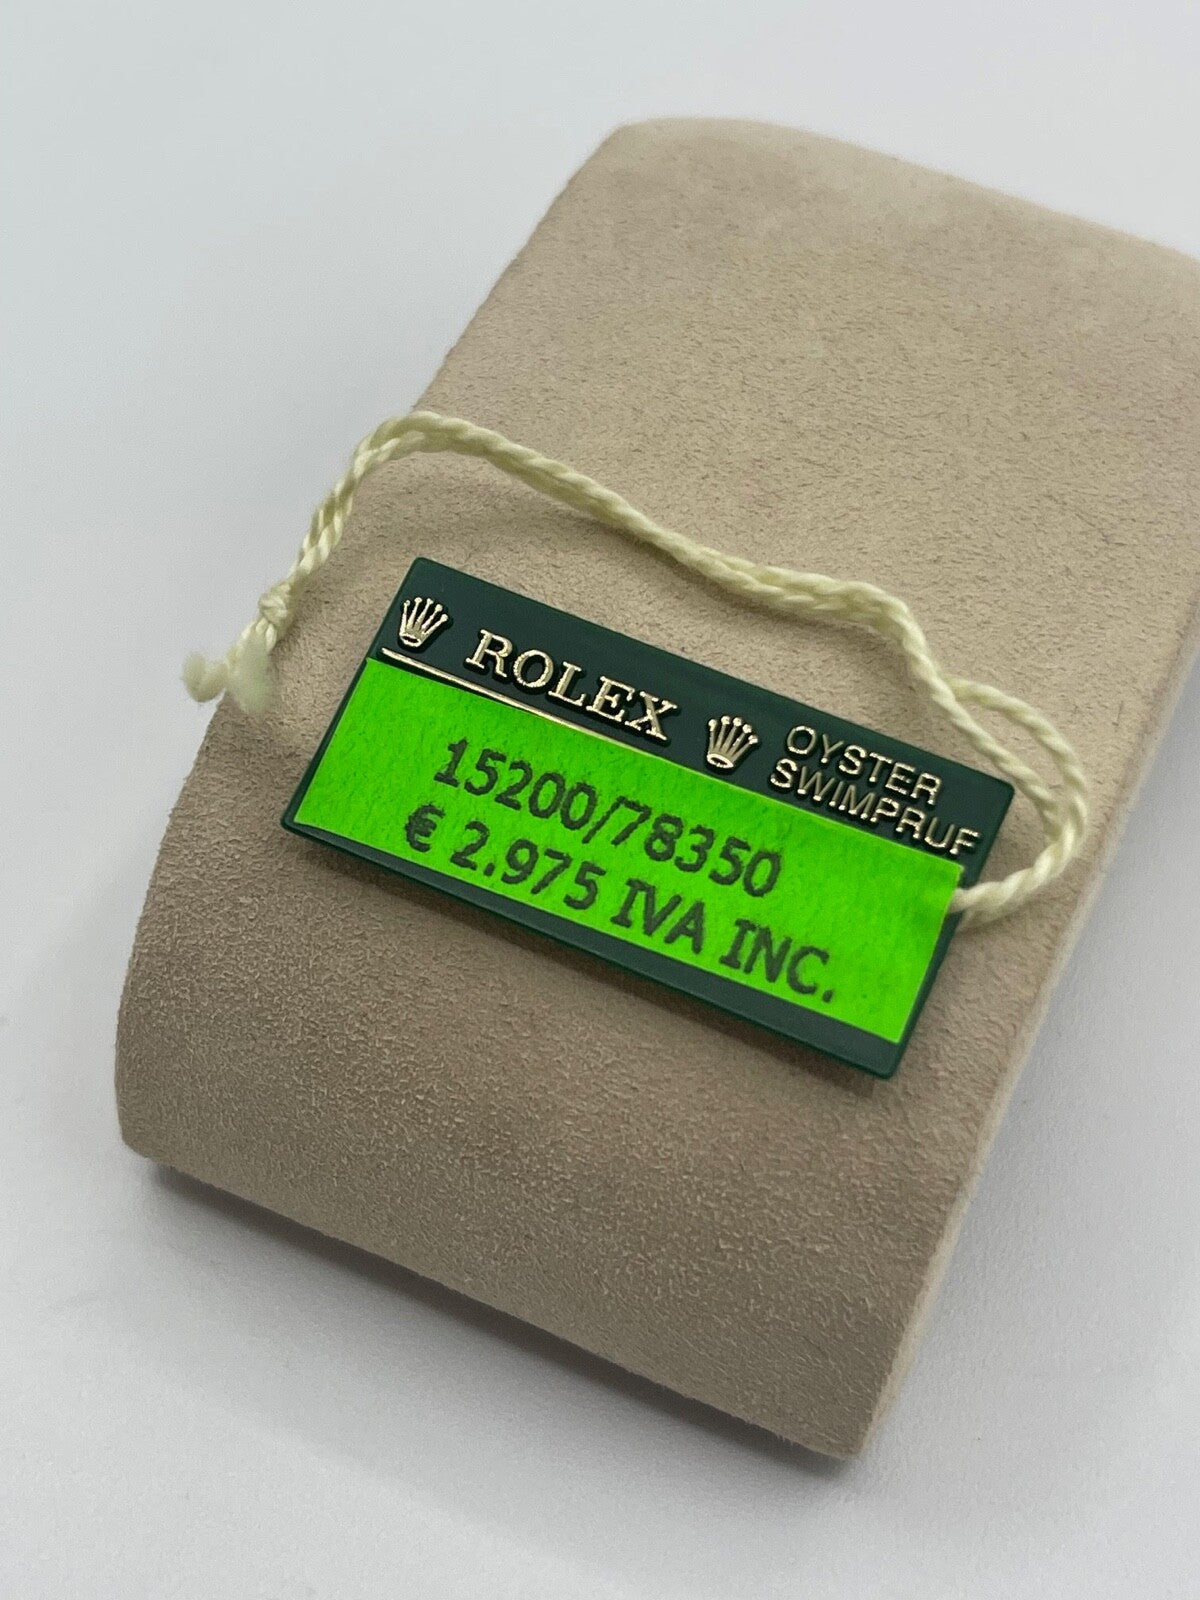 ROLEX
OYSTER
SWIMPRUF
15200/78350
€ 2.975 IVA INC.